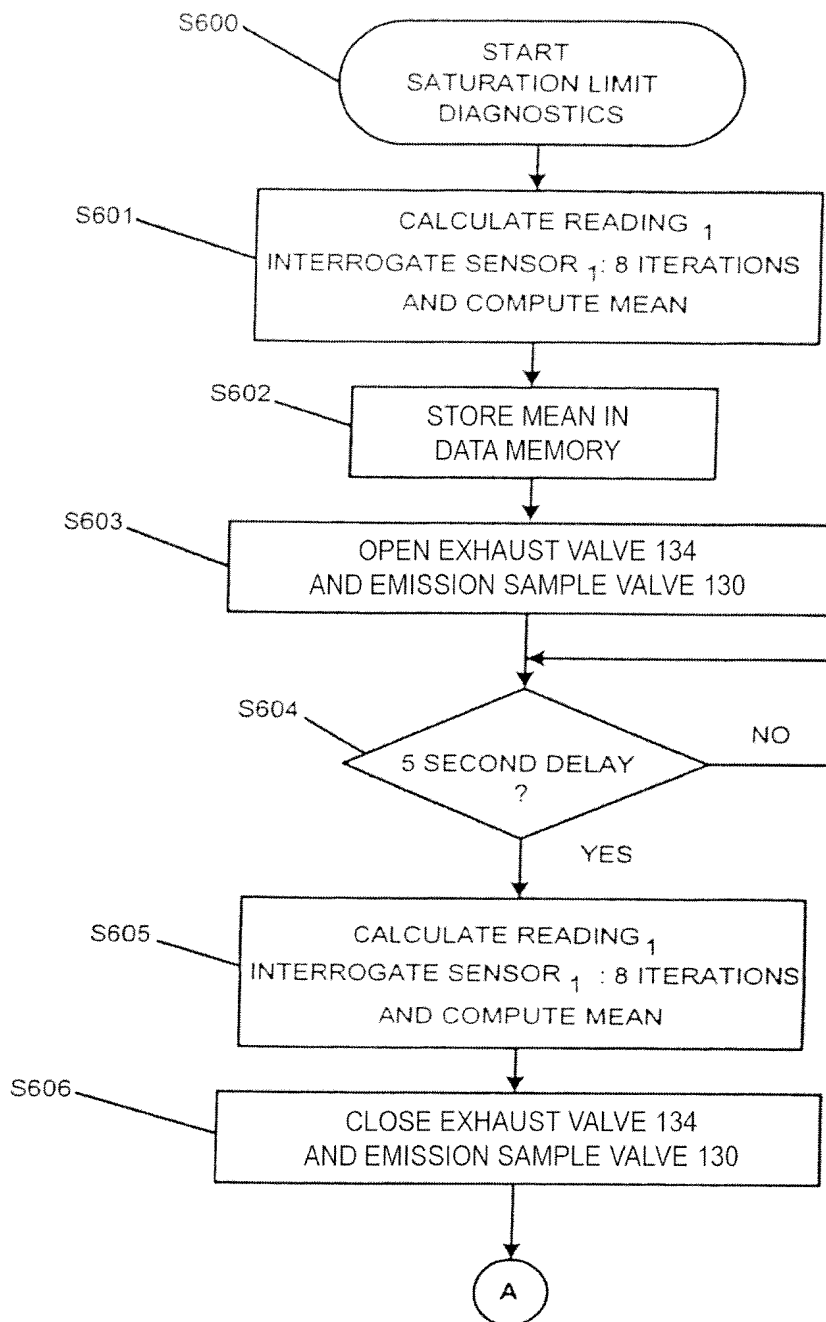 S600
START
SATURATION LIMIT
DIAGNOSTICS
S601
CALCULATE READING 1
INTERROGATE SENSOR 1: 8 ITERATIONS
AND COMPUTE MEAN
S602
STORE MEAN IN
DATA MEMORY
S603
OPEN EXHAUST VALVE 134
AND EMISSION SAMPLE VALVE 130
S604
5 SECOND DELAY
?
NO
YES
S605
CALCULATE READING 1
INTERROGATE SENSOR 1 : 8 ITERATIONS
AND COMPUTE MEAN
S606
CLOSE EXHAUST VALVE 134
AND EMISSION SAMPLE VALVE 130
A